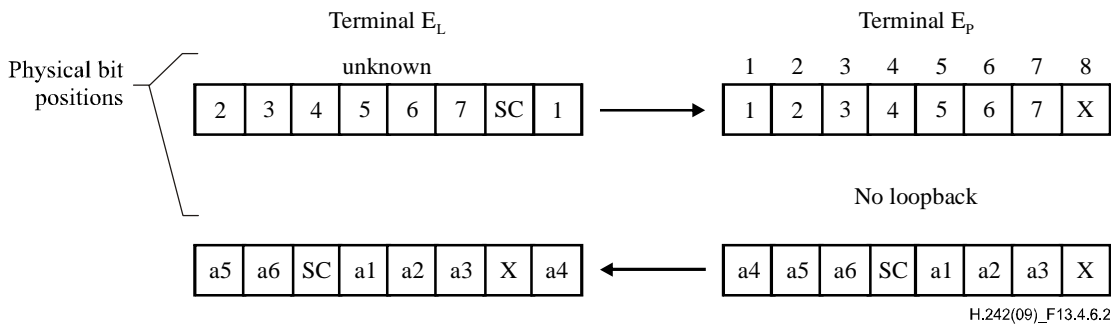 Terminal E_L Terminal E_P
Physical bit positions
unknown 1 2 3 4 5 6 7 8
2 3 4 5 6 7 SC 1 1 2 3 4 5 6 7 X
No loopback
a5 a6 SC a1 a2 a3 X a4 a4 a5 a6 SC a1 a2 a3 X
H.242(09)_F13.4.6.2